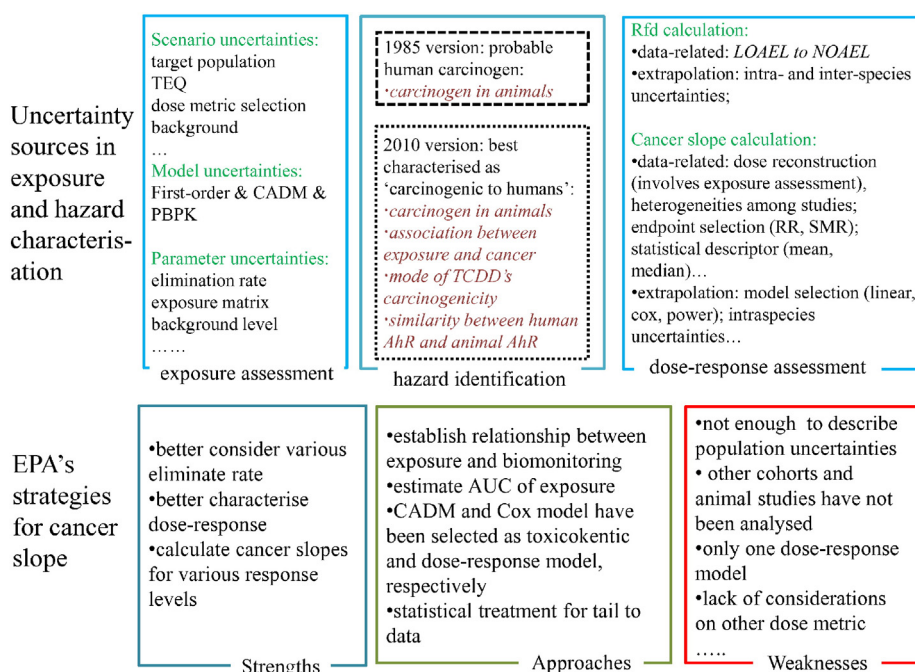 Uncertainty
sources in
exposure
and hazard
characteris-
ation
Scenario uncertainties:
target population
TEQ
dose metric selection
background
...
Model uncertainties:
First-order & CADM &
PBPK
Parameter uncertainties:
elimination rate
exposure matrix
background level
......
exposure assessment
1985 version: probable
human carcinogen:
·carcinogen in animals
2010 version: best
characterised as
‘carcinogenic to humans’:
·carcinogen in animals
·association between
exposure and cancer
·mode of TCDD’s
carcinogenicity
·similarity between human
AhR and animal AhR
hazard identification
Rfd calculation:
•data-related: LOAEL to NOAEL
•extrapolation: intra- and inter-species
uncertainties;
Cancer slope calculation:
•data-related: dose reconstruction
(involves exposure assessment),
heterogeneities among studies;
endpoint selection (RR, SMR);
statistical descriptor (mean,
median)...
•extrapolation: model selection (linear,
cox, power); intraspecies
uncertainties...
dose-response assessment
EPA’s
strategies
for cancer
slope
•better consider various
eliminate rate
•better characterise
dose-response
•calculate cancer slopes
for various response
levels
Strengths
•establish relationship between
exposure and biomonitoring
•estimate AUC of exposure
•CADM and Cox model have
been selected as toxicokentic
and dose-response model,
respectively
•statistical treatment for tail to
data
Approaches
•not enough to describe
population uncertainties
• other cohorts and
animal studies have not
been analysed
•only one dose-response
model
•lack of considerations
on other dose metric
.....
Weaknesses